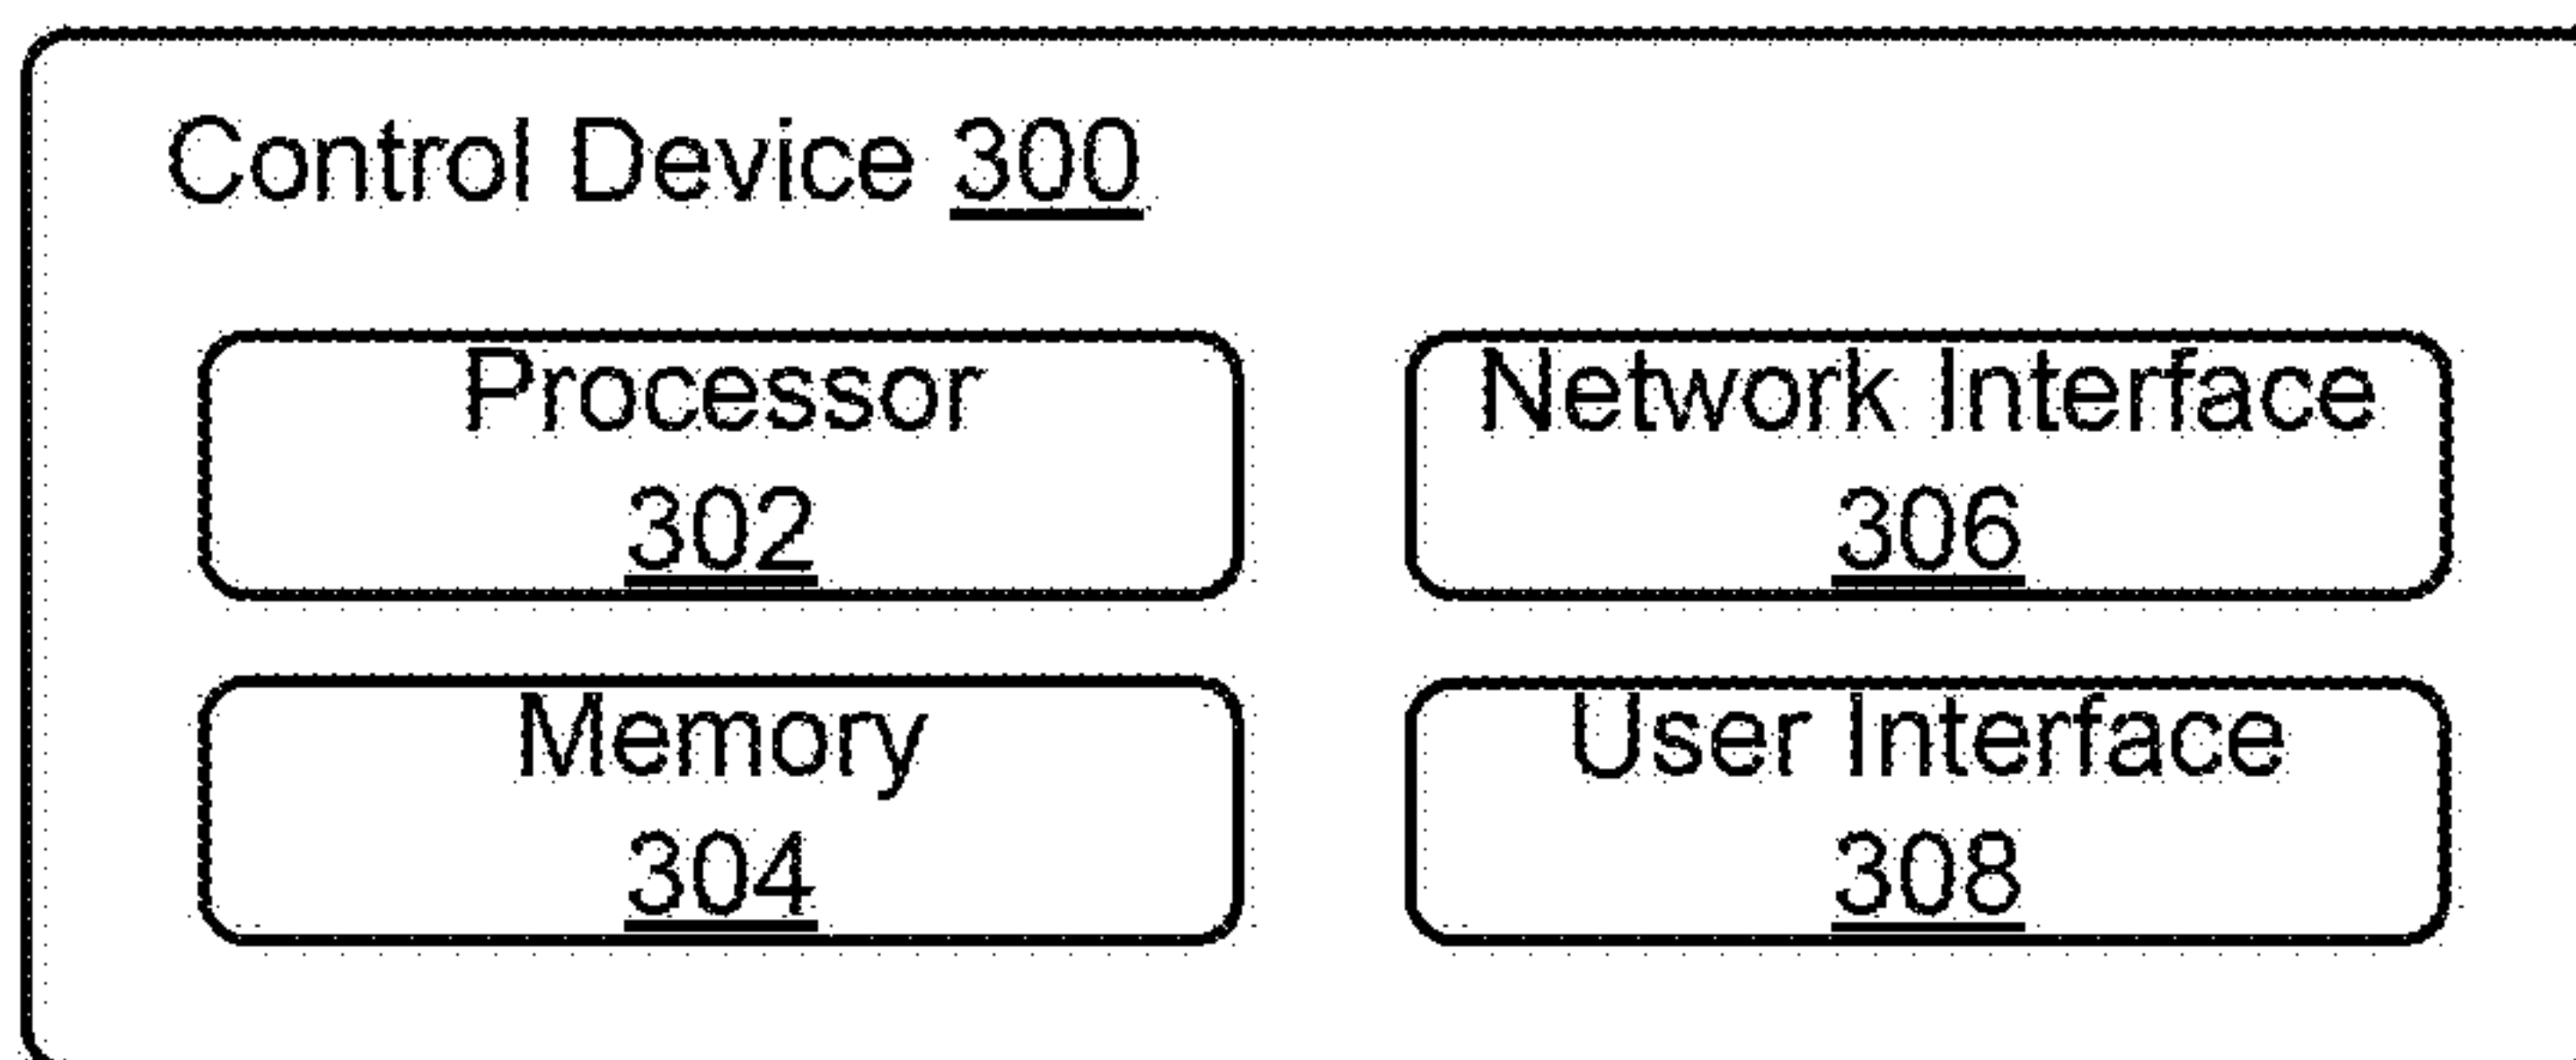 Control Device 300
Processor
302
Network Interface
306
Memory
304
User Interface
308